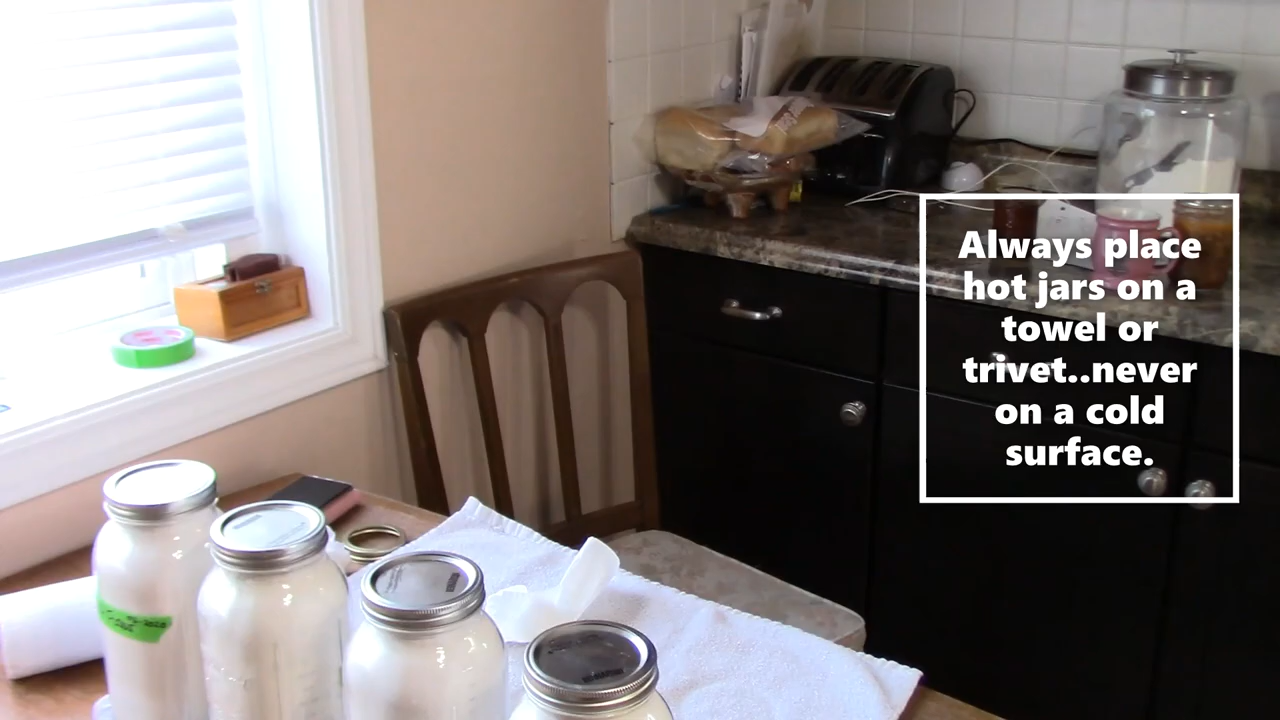 Always place
hot jars on a
towel or
trivet..never
on a cold
surface.